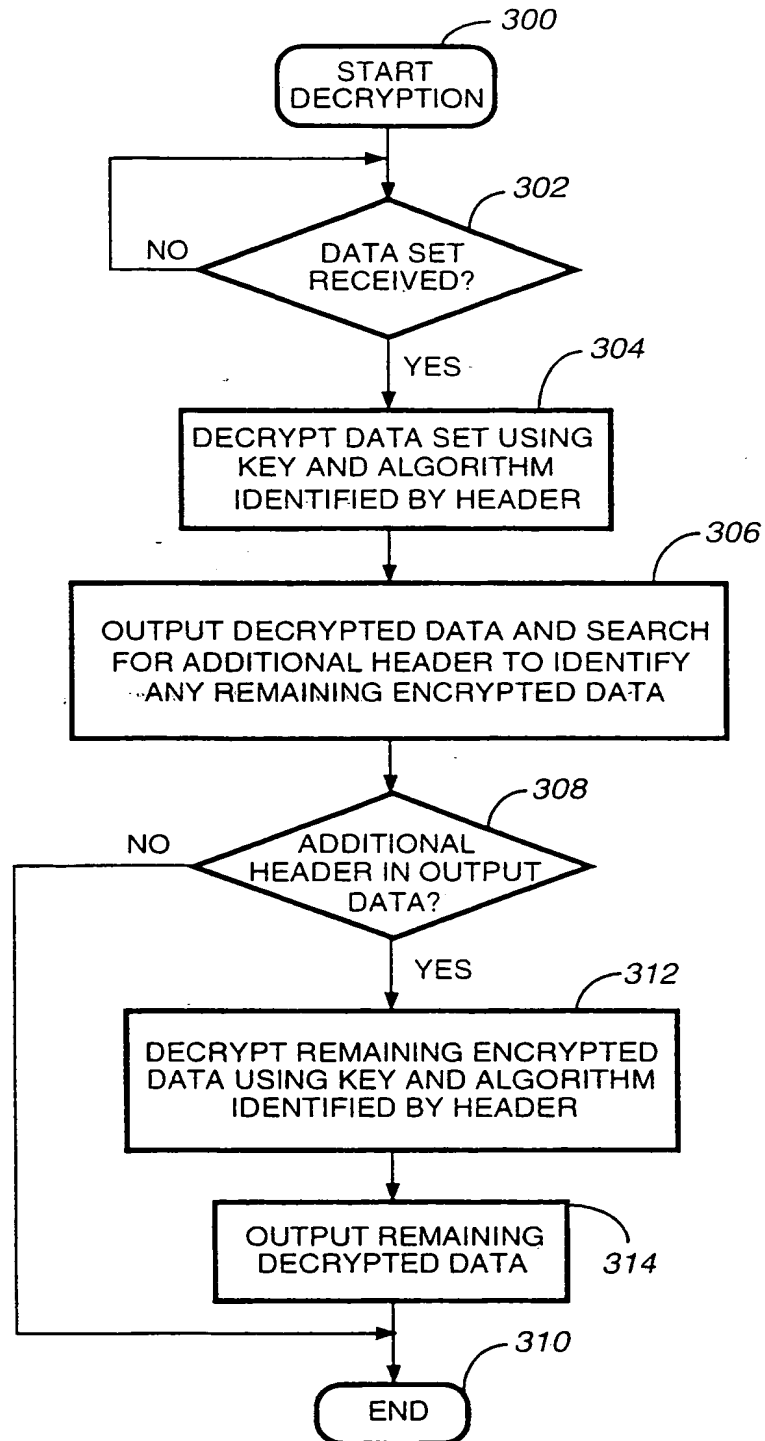 300
START
DECRYPTION
302
NO
DATA SET
RECEIVED?
YES
304
DECRYPT DATA SET USING
KEY AND ALGORITHM
IDENTIFIED BY HEADER
306
OUTPUT DECRYPTED DATA AND SEARCH
FOR ADDITIONAL HEADER TO IDENTIFY
ANY REMAINING ENCRYPTED DATA
308
NO
ADDITIONAL
HEADER IN OUTPUT
DATA?
YES
312
DECRYPT REMAINING ENCRYPTED
DATA USING KEY AND ALGORITHM
IDENTIFIED BY HEADER
OUTPUT REMAINING
DECRYPTED DATA
314
310
END